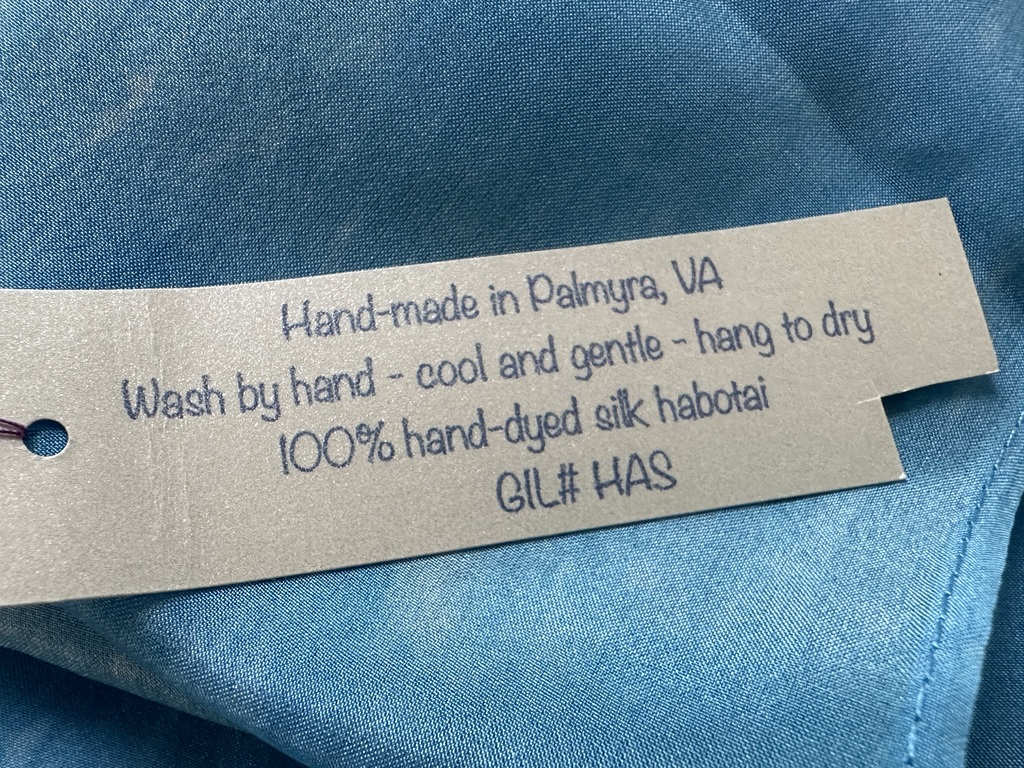 Hand-made in Palmyra, VA
Wash by hand - cool and gentle - hang to dry
100% hand-dyed silk habotai
GIL# HAS